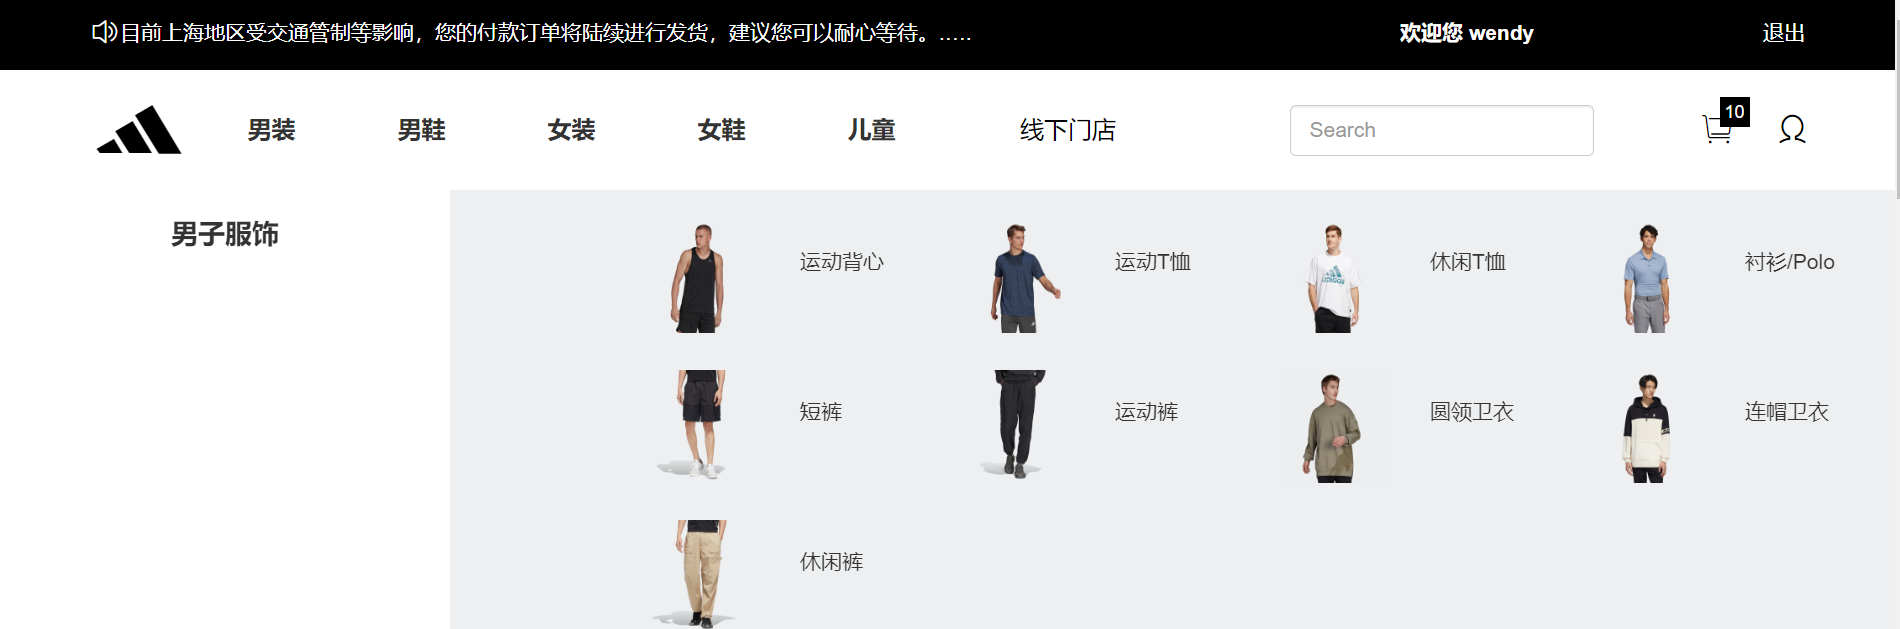 目前上海地区受交通管制等影响，您的付款订单将陆续进行发货，建议您可以耐心等待。..... 欢迎您 wendy 退出
男装 男鞋 女装 女鞋 儿童 线下门店 Search 10
男子服饰
运动背心 运动T恤 休闲T恤 衬衫/Polo
短裤 运动裤 圆领卫衣 连帽卫衣
休闲裤